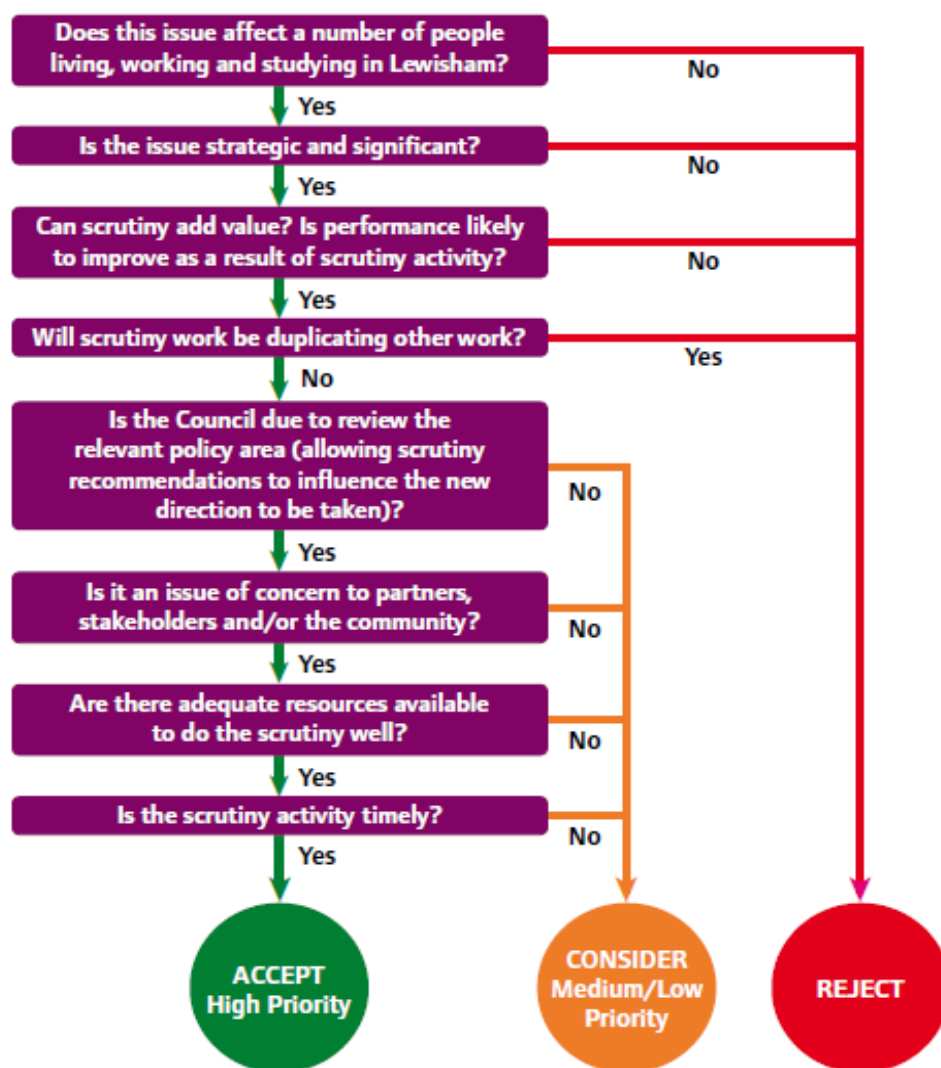 Does this issue affect a number of people
living, working and studying in Lewisham?
No
Yes
Is the issue strategic and significant?
No
Yes
Can scrutiny add value? Is performance likely
to improve as a result of scrutiny activity?
No
Yes
Will scrutiny work be duplicating other work?
Yes
No
Is the Council due to review the
relevant policy area (allowing scrutiny
recommendations to influence the new
direction to be taken)?
No
Yes
Is it an issue of concern to partners,
stakeholders and/or the community?
No
Yes
Are there adequate resources available
to do the scrutiny well?
No
Yes
Is the scrutiny activity timely?
No
Yes
ACCEPT
High Priority
CONSIDER
Medium/Low
Priority
REJECT